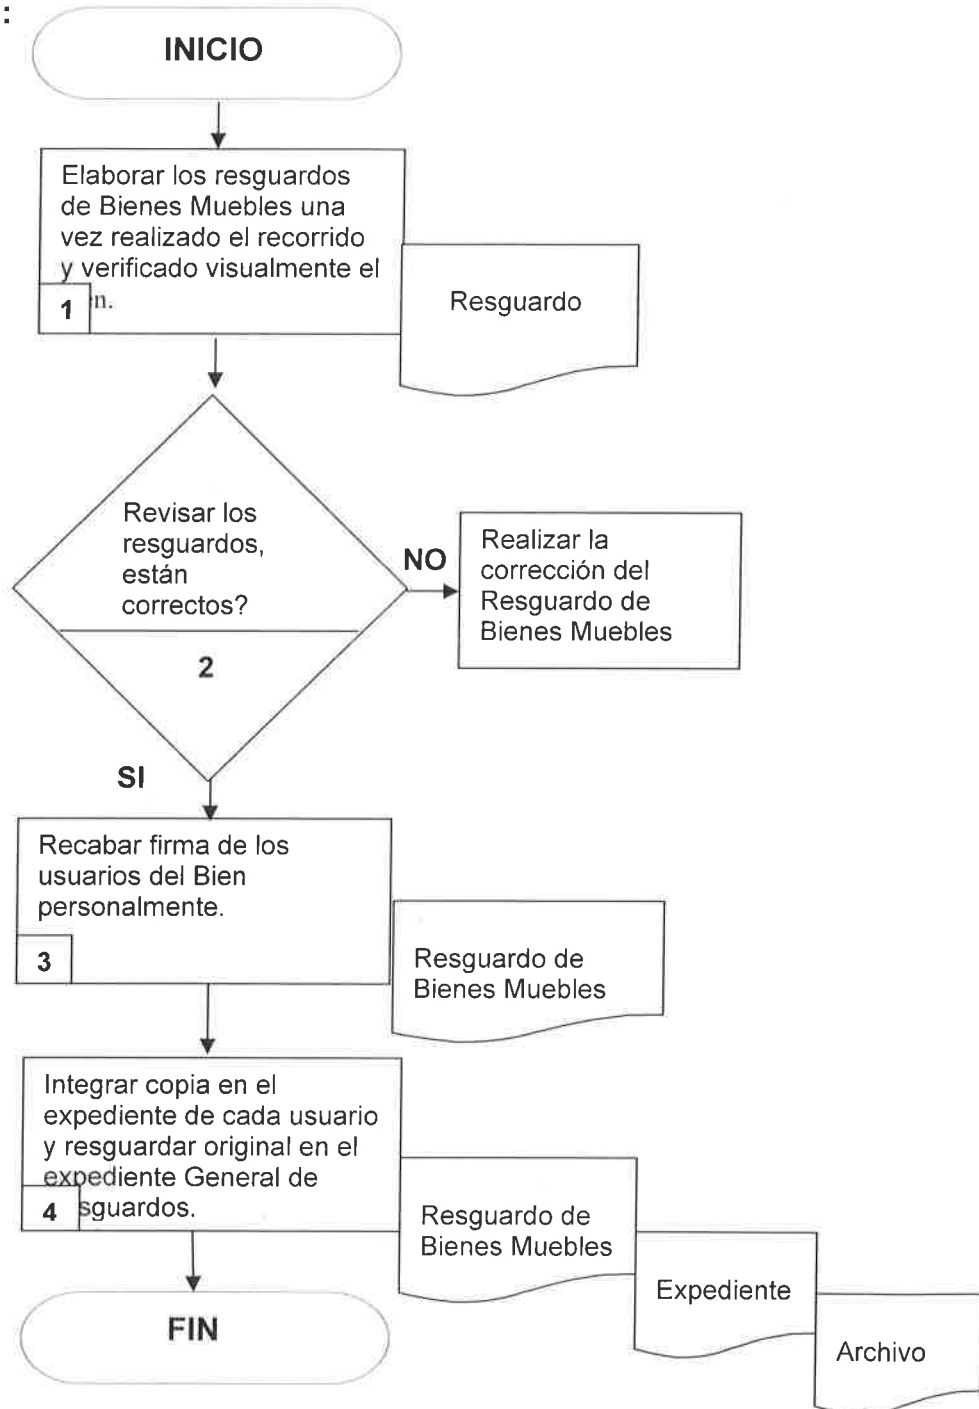 :
INICIO
Elaborar los resguardos
de Bienes Muebles una
vez realizado el recorrido
y verificado visualmente el
n.
1
Resguardo
Revisar los
resguardos,
están
correctos?
2
NO
Realizar la
corrección del
Resguardo de
Bienes Muebles
SI
Recabar firma de los
usuarios del Bien
personalmente.
3
Resguardo de
Bienes Muebles
Integrar copia en el
expediente de cada usuario
y resguardar original en el
expediente General de
sguardos.
4
Resguardo de
Bienes Muebles
Expediente
Archivo
FIN